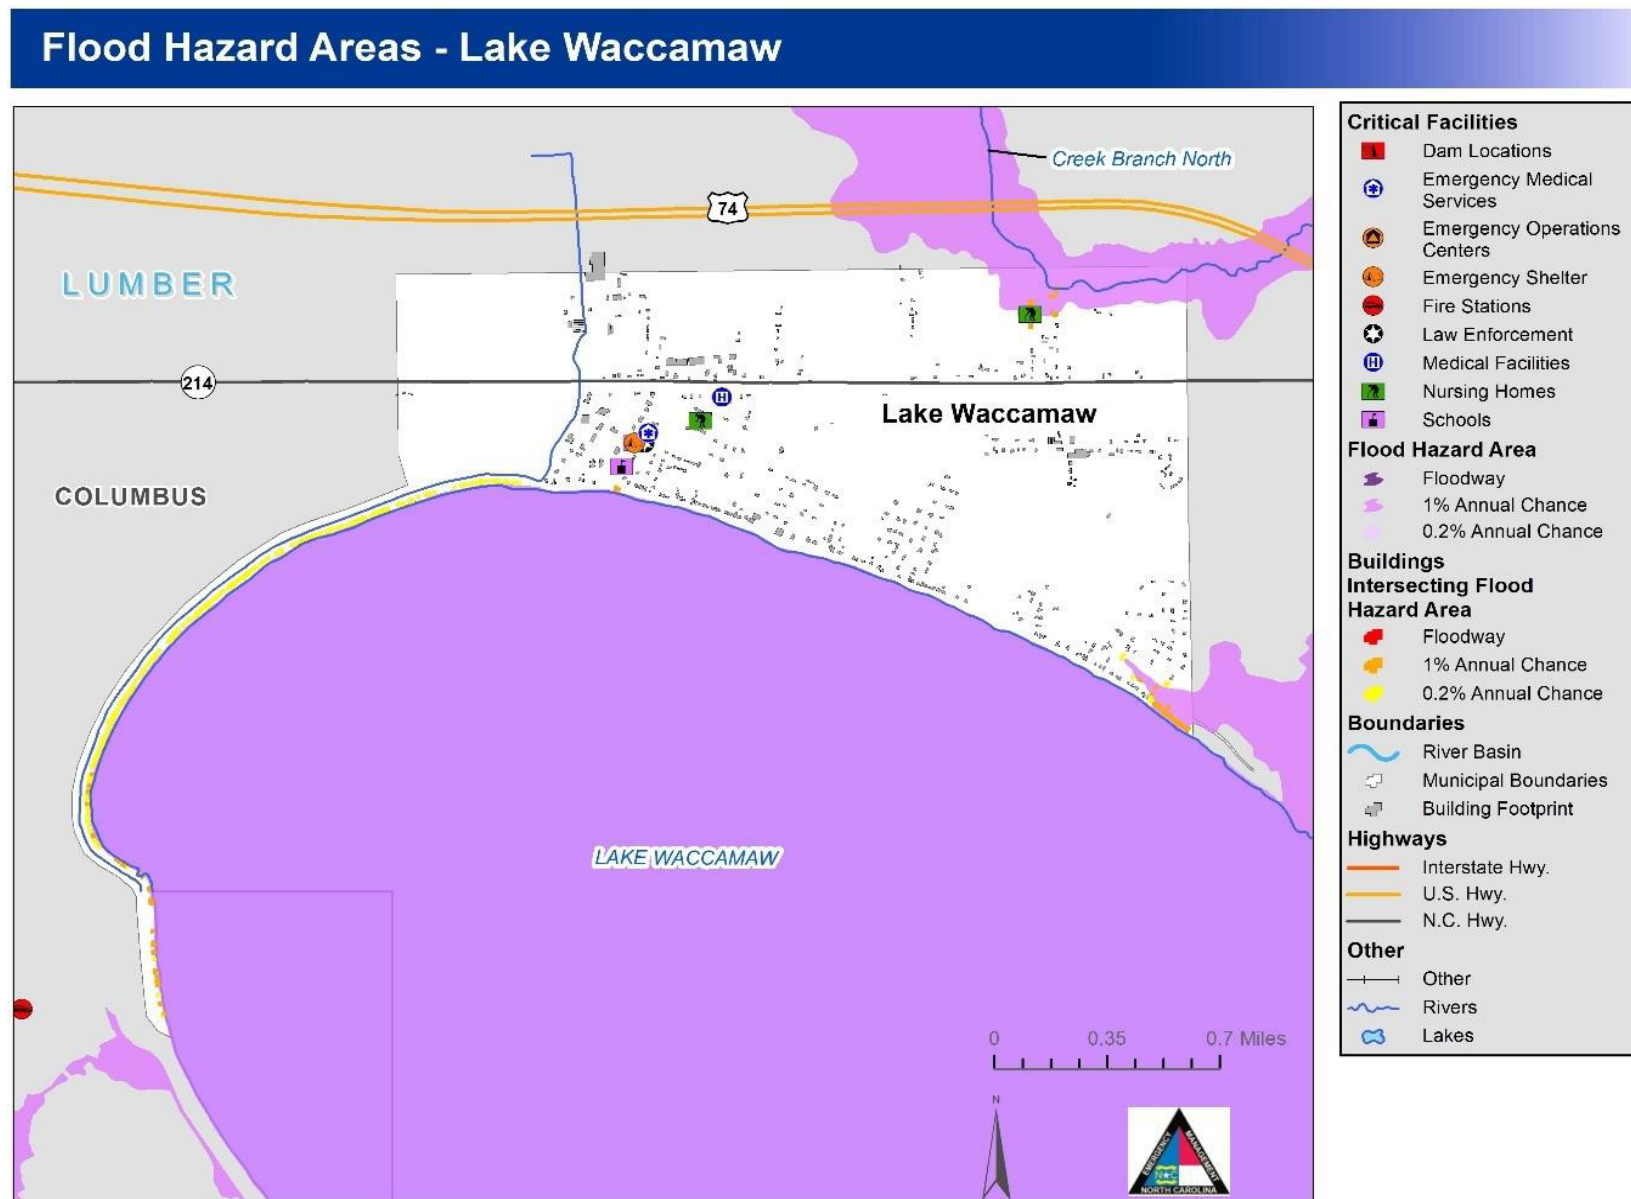 Flood Hazard Areas - Lake Waccamaw
Creek Branch North
74
LUMBER
214
Lake Waccamaw
COLUMBUS
LAKE WACCAMAW
0 0.35 0.7 Miles
N
EMERGENCY
MANAGEMENT
N C
NORTH CAROLINA
Critical Facilities
Dam Locations
Emergency Medical
Services
Emergency Operations
Centers
Emergency Shelter
Fire Stations
Law Enforcement
H
Medical Facilities
Nursing Homes
Schools
Flood Hazard Area
Floodway
1% Annual Chance
0.2% Annual Chance
Buildings
Intersecting Flood
Hazard Area
Floodway
1% Annual Chance
0.2% Annual Chance
Boundaries
River Basin
Municipal Boundaries
Building Footprint
Highways
Interstate Hwy.
U.S. Hwy.
N.C. Hwy.
Other
Other
Rivers
Lakes